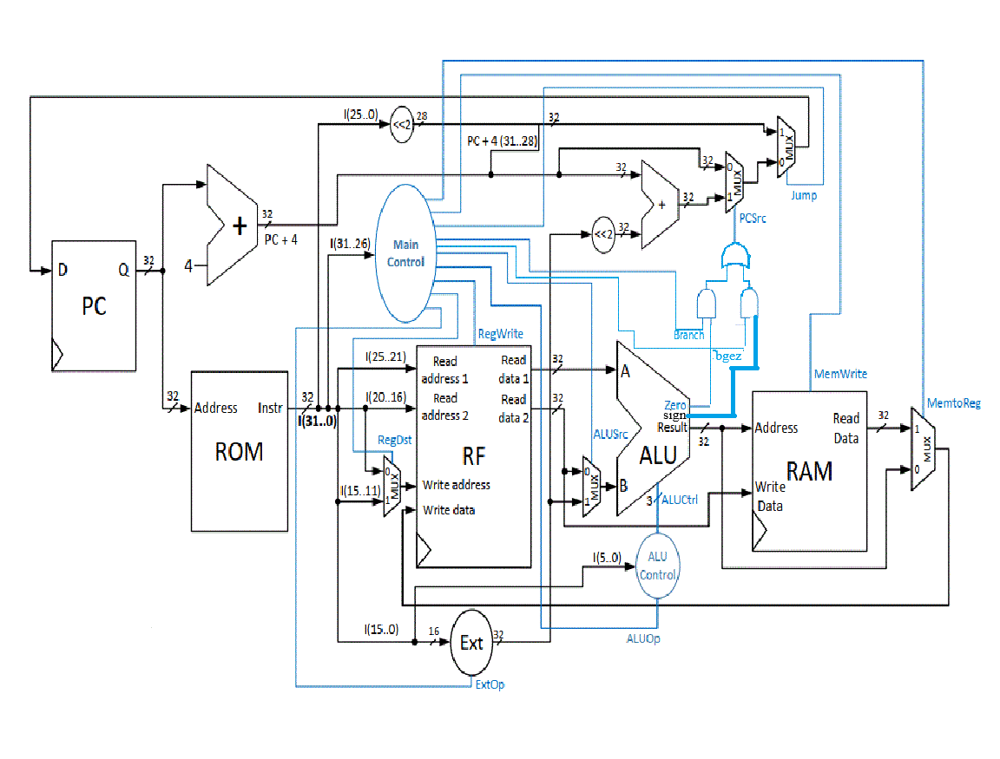 I(25..0)
<<2
28
32
PC + 4 (31..28)
1
MUX
0
Jump
32
32
0
MUX
1
PCSrc
+
32
<<2
32
+
32
PC + 4
4
I(31..26)
Main
Control
D
Q
32
PC
Branch
bgez
RegWrite
MemWrite
MemtoReg
32
Address
Instr
32
I(31..0)
ROM
I(25..21)
I(20..16)
RegDst
0
MUX
1
I(15..11)
Read
address 1
Read
address 2
Read
data 1
Read
data 2
RF
Write address
Write data
32
32
ALUSrc
0
MUX
1
A
B
Zero
sign
Result
32
ALU
3
ALUCtrl
Address
Read
Data
RAM
Write
Data
32
1
MUX
0
I(5..0)
ALU
Control
I(15..0)
16
Ext
32
ALUOp
ExtOp